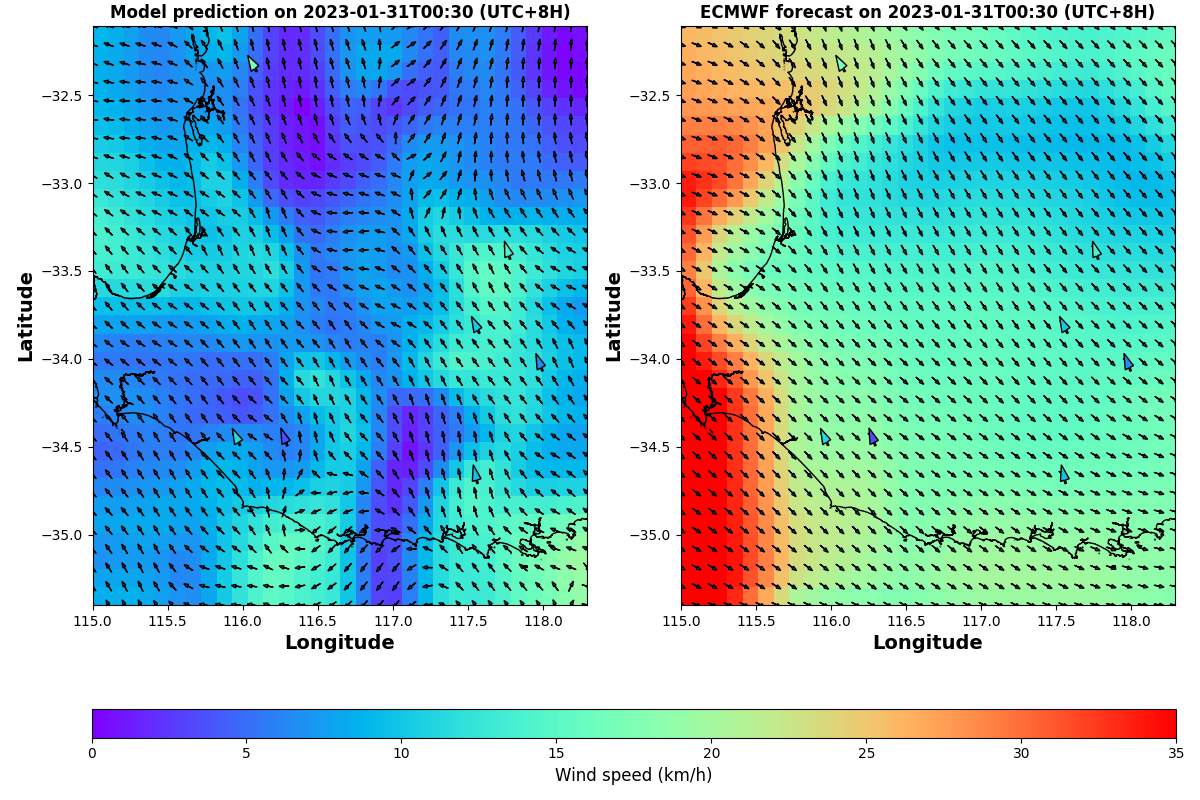 Model prediction on 2023-01-31T00:30 (UTC+8H)
ECMWF forecast on 2023-01-31T00:30 (UTC+8H)
Latitude
−32.5
−33.0
−33.5
−34.0
−34.5
−35.0
115.0 115.5 116.0 116.5 117.0 117.5 118.0
Longitude
Latitude
−32.5
−33.0
−33.5
−34.0
−34.5
−35.0
115.0 115.5 116.0 116.5 117.0 117.5 118.0
Longitude
0 5 10 15 20 25 30 35
Wind speed (km/h)